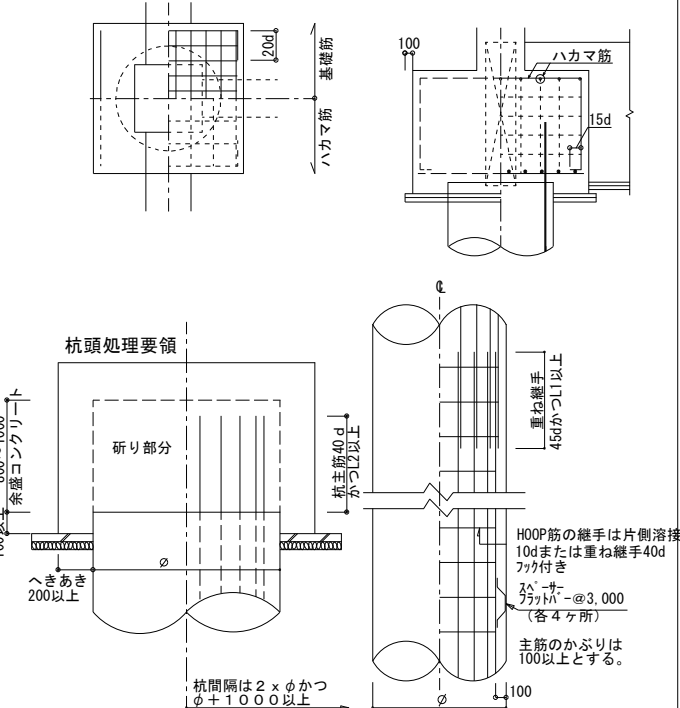 20d
基礎筋
ハカマ筋
100
ハカマ筋
15d
杭頭処理要領
余盛コンクリート
斫り部分
杭主筋40d
かつL2以上
へきあき
200以上
φ
杭間隔は2×φかつ
φ+1000以上
℄
重ね継手
45dかつL1以上
HOOP筋の継手は片側溶接
10dまたは重ね継手40d
フック付き
スペーサー
フラットバー@3,000
(各4ヶ所)
主筋のかぶりは
100以上とする。
100
φ